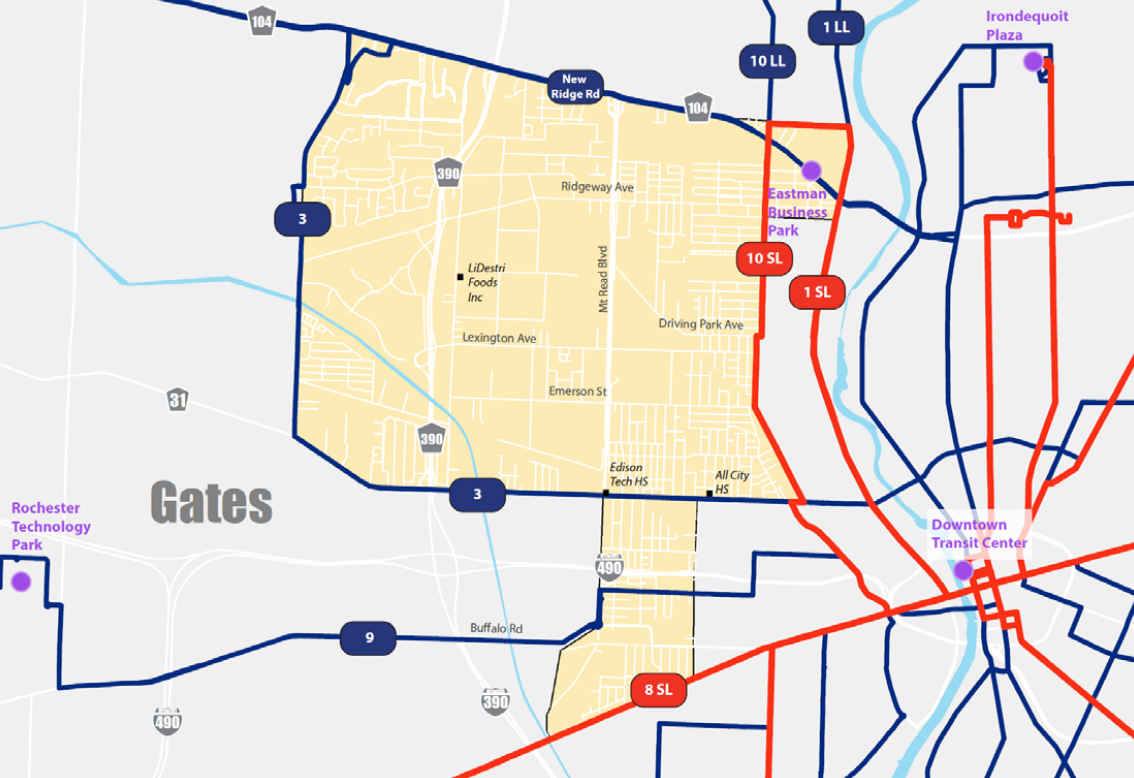 104
1 LL
Irondequoit
Plaza
10 LL
New
Ridge Rd
104
390
Ridgeway Ave
Eastman
Business
Park
3
10 SL
LiDestri
Foods
Inc
Mt Read Blvd
1 SL
Driving Park Ave
Lexington Ave
Emerson St
31
390
Edison
Tech HS
All City
HS
3
Gates
Rochester
Technology
Park
Downtown
Transit Center
490
Buffalo Rd
9
8 SL
390
490